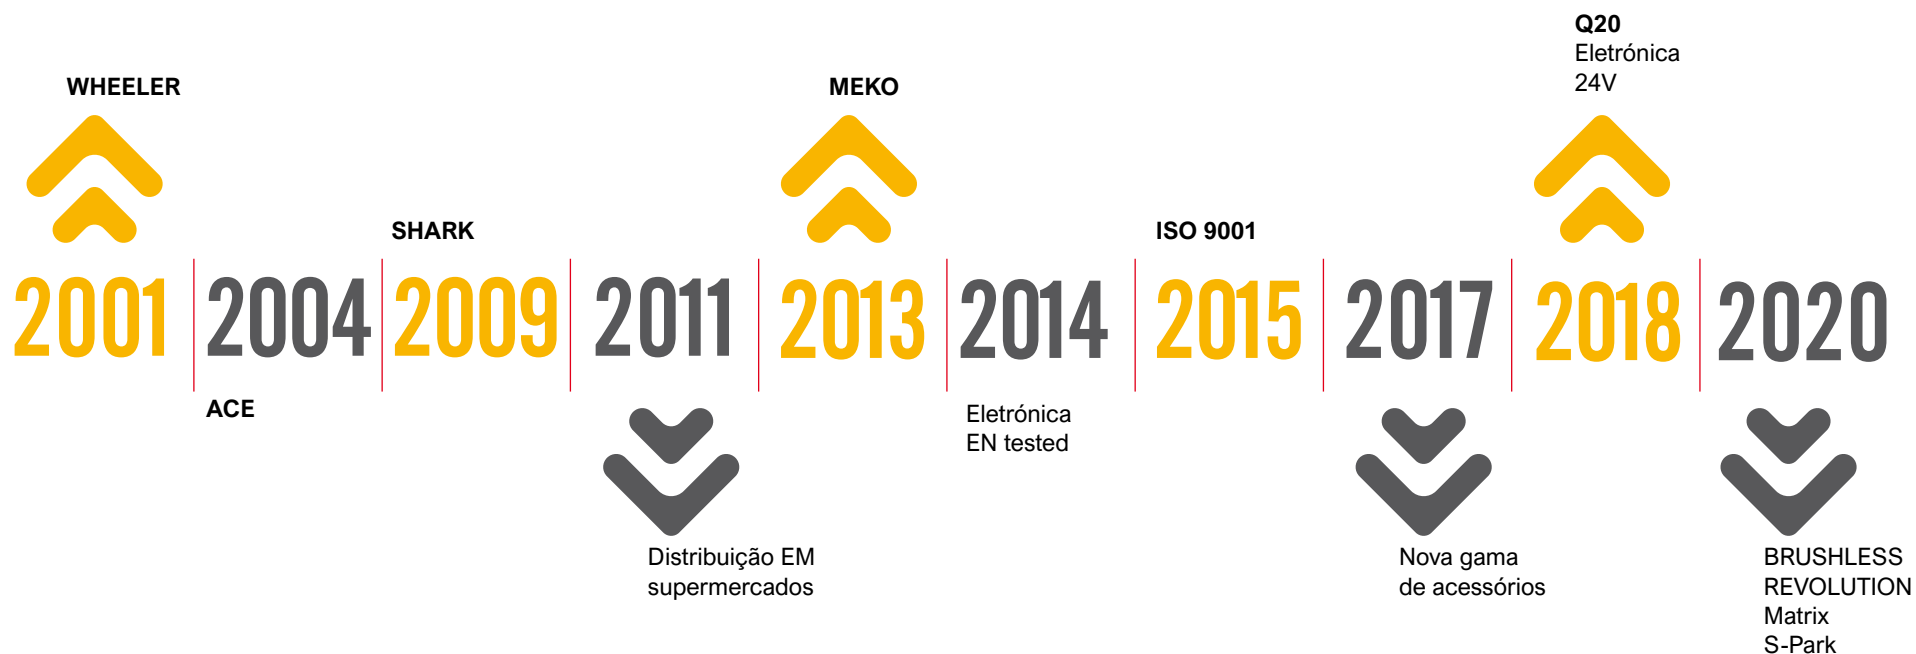 WHEELER
2001
2004
ACE
SHARK
2009
2011
Distribuição EM
supermercados
MEKO
2013
2014
Eletrónica
EN tested
ISO 9001
2015
2017
Nova gama
de acessórios
Q20
Eletrónica
24V
2018
2020
BRUSHLESS
REVOLUTION
Matrix
S-Park